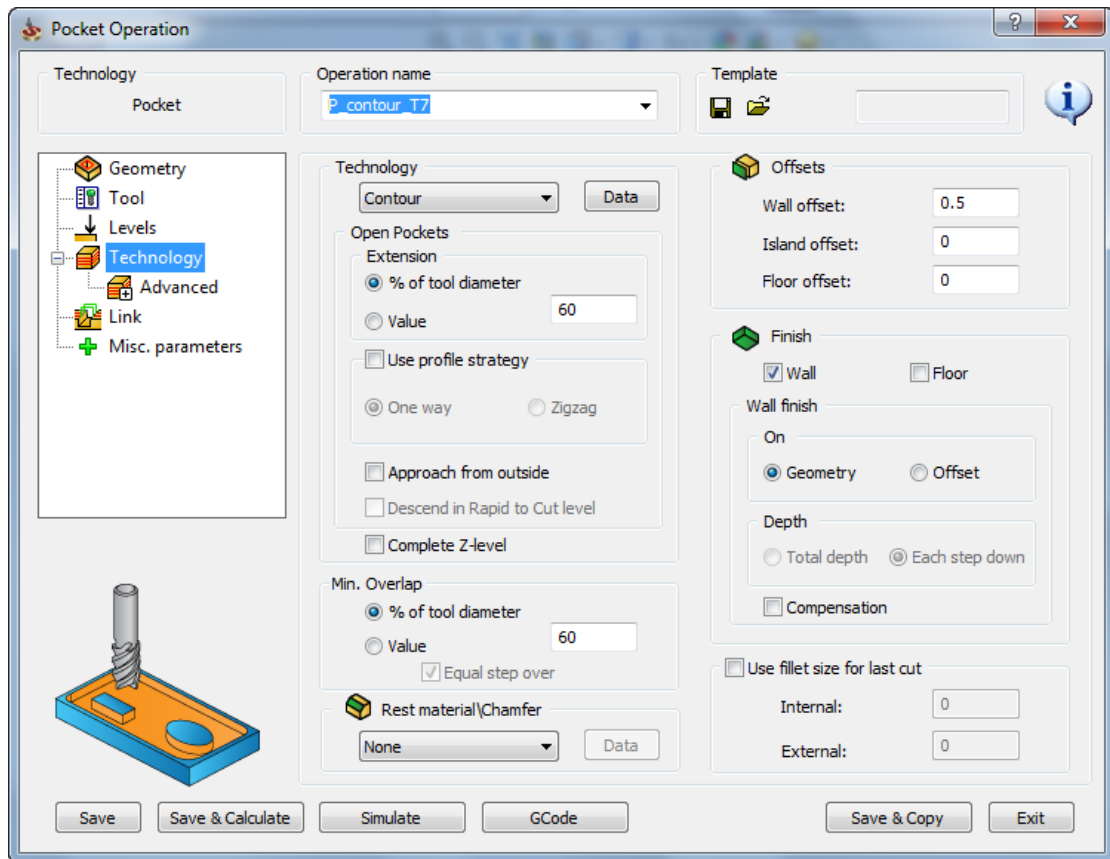 Pocket Operation
?
X
Technology
Pocket
Operation name
P_contour_T7
Template
i
Geometry
Tool
Levels
Technology
Advanced
Link
Misc. parameters
Technology
Contour
Data
Open Pockets
Extension
% of tool diameter
Value
60
Use profile strategy
One way
Zigzag
Approach from outside
Descend in Rapid to Cut level
Complete Z-level
Min. Overlap
% of tool diameter
Value
60
Equal step over
Rest material\Chamfer
None
Data
Offsets
Wall offset:
0.5
Island offset:
0
Floor offset:
0
Finish
Wall
Floor
Wall finish
On
Geometry
Offset
Depth
Total depth
Each step down
Compensation
Use fillet size for last cut
Internal:
0
External:
0
Save
Save & Calculate
Simulate
GCode
Save & Copy
Exit